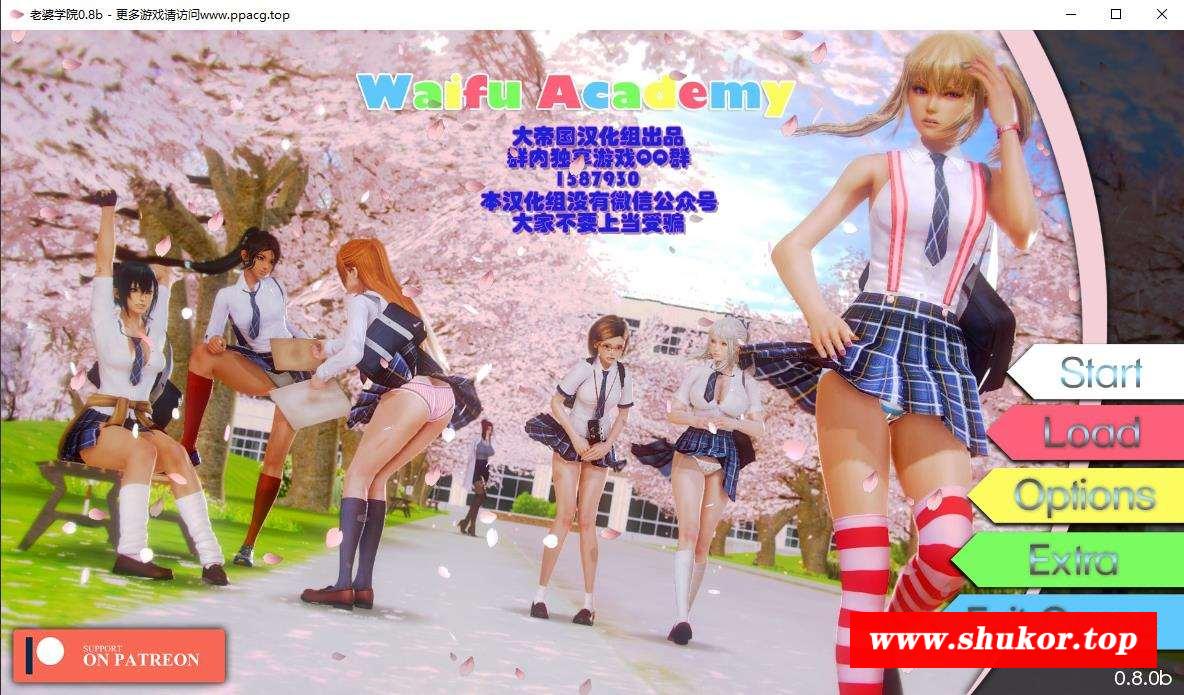 老婆学院0.8b - 更多游戏请访问www.ppacg.top
Waifu Academy
大帝国汉化组出品
群内独享游戏QQ群
1587930
本汉化组没有微信公众号
大家不要上当受骗
Start
Load
Options
Extra
www.shukor.top
SUPPORT
ON PATREON
0.8.0b